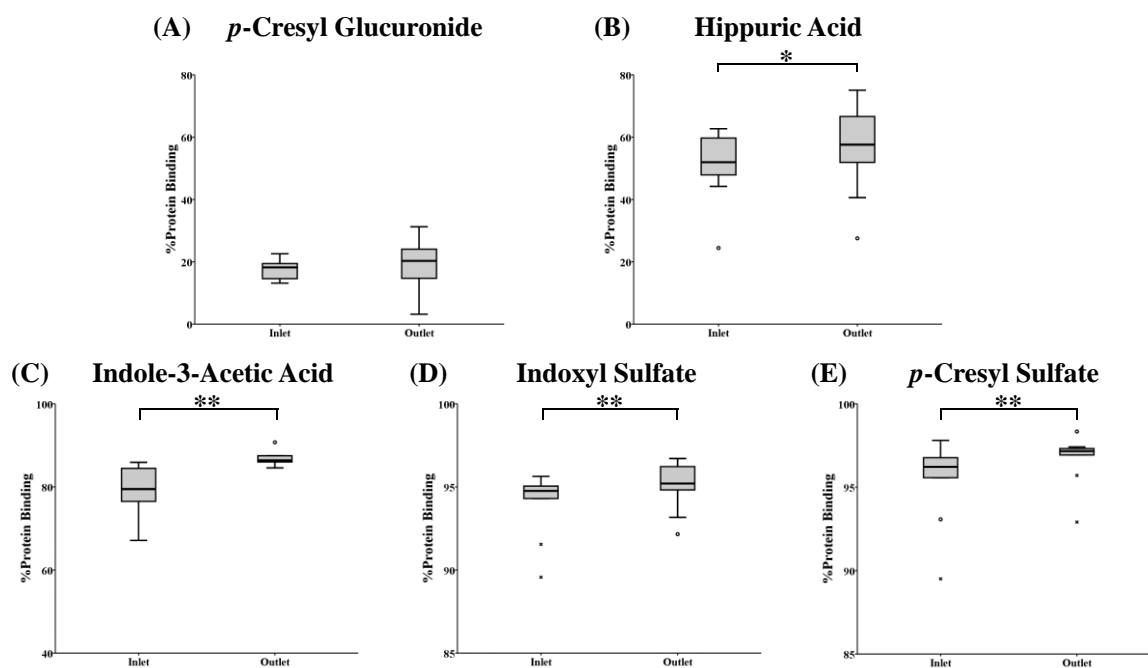 (A) p-Cresyl Glucuronide
(B) Hippuric Acid
80
60
40
20
0
%Protein Binding
Inlet Outlet
*
80
60
40
20
0
%Protein Binding
Inlet Outlet
(C) Indole-3-Acetic Acid
(D) Indoxyl Sulfate
(E) p-Cresyl Sulfate
**
100
80
60
40
%Protein Binding
Inlet Outlet
**
100
95
90
85
%Protein Binding
Inlet Outlet
**
100
95
90
85
%Protein Binding
Inlet Outlet